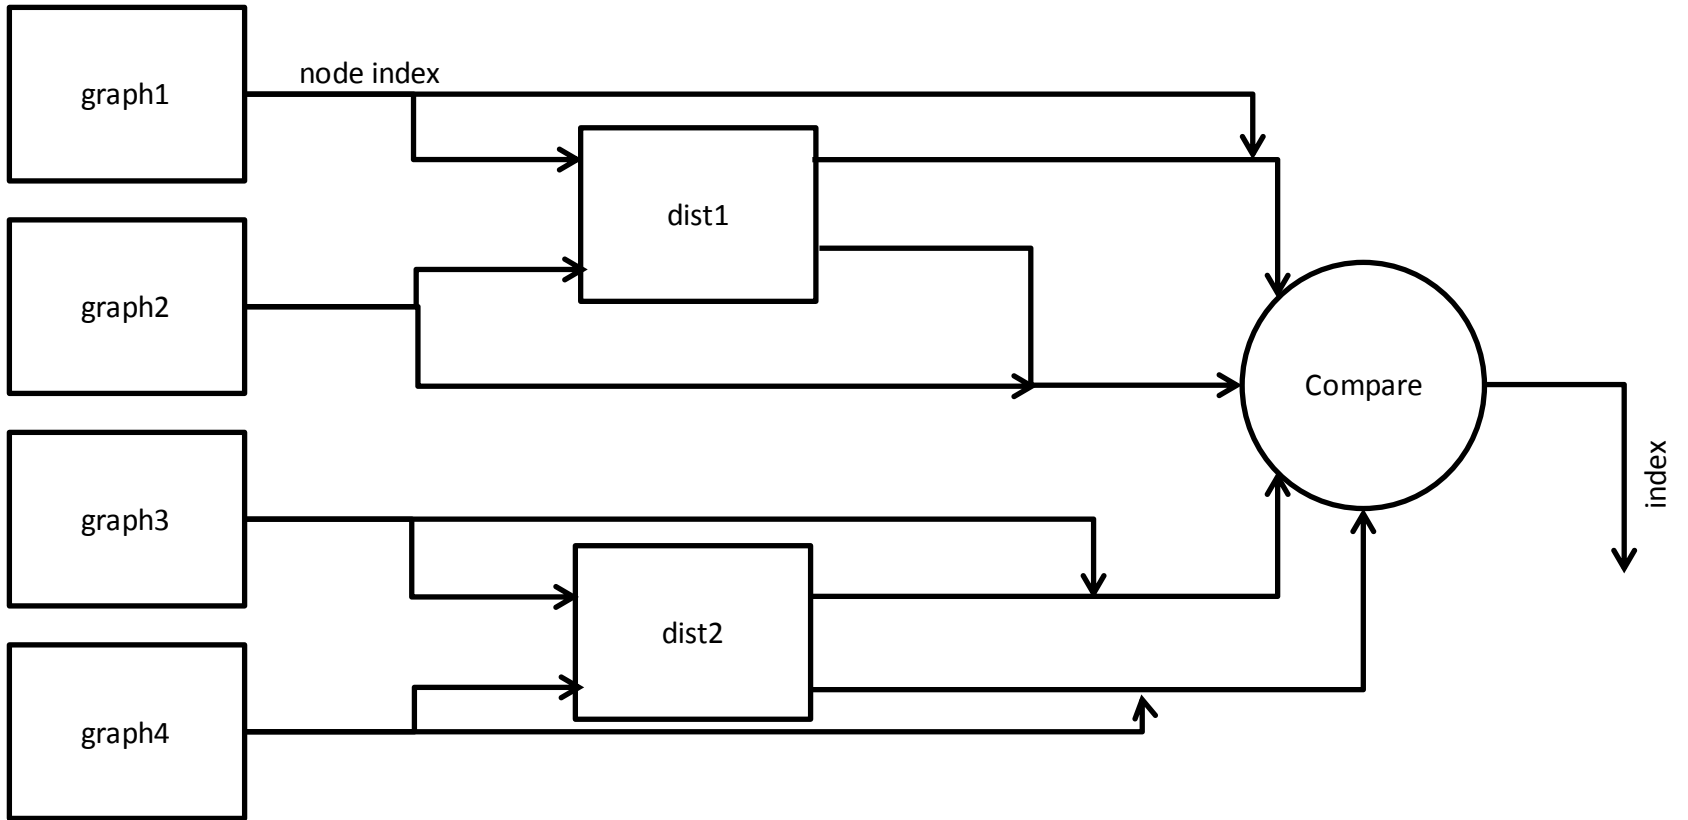 node index
graph1
dist1
graph2
Compare
index
graph3
dist2
graph4